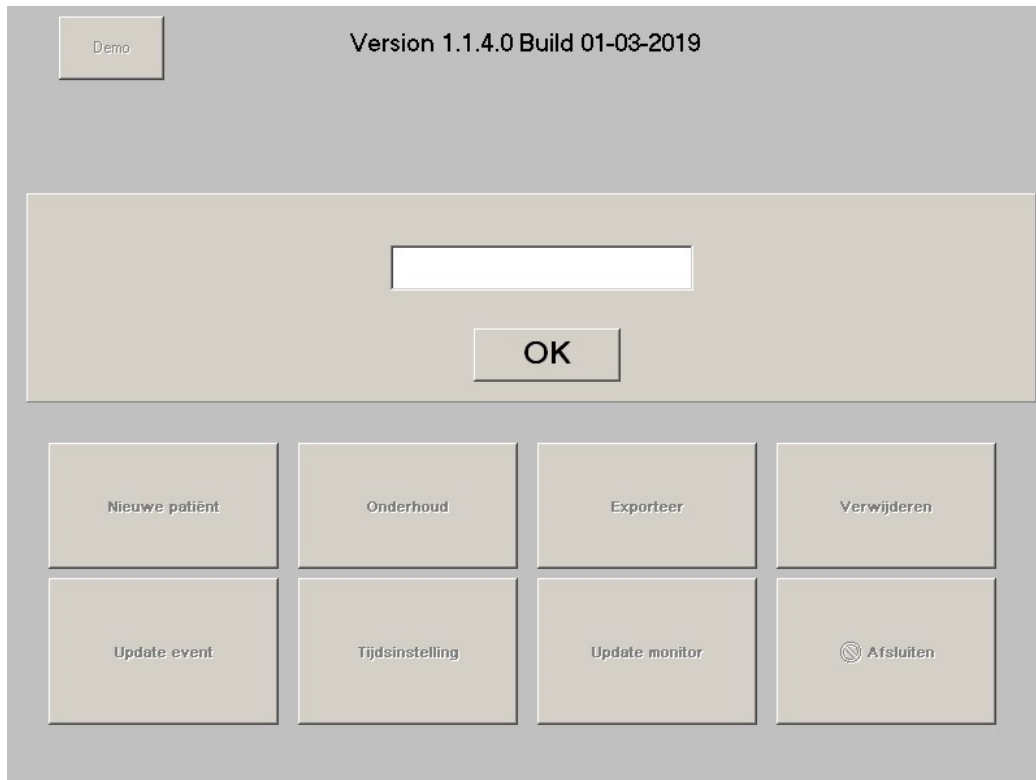 Demo
Version 1.1.4.0 Build 01-03-2019
OK
Nieuwe patiënt
Onderhoud
Exporteer
Verwijderen
Update event
Tijdsinstelling
Update monitor
Afsluiten